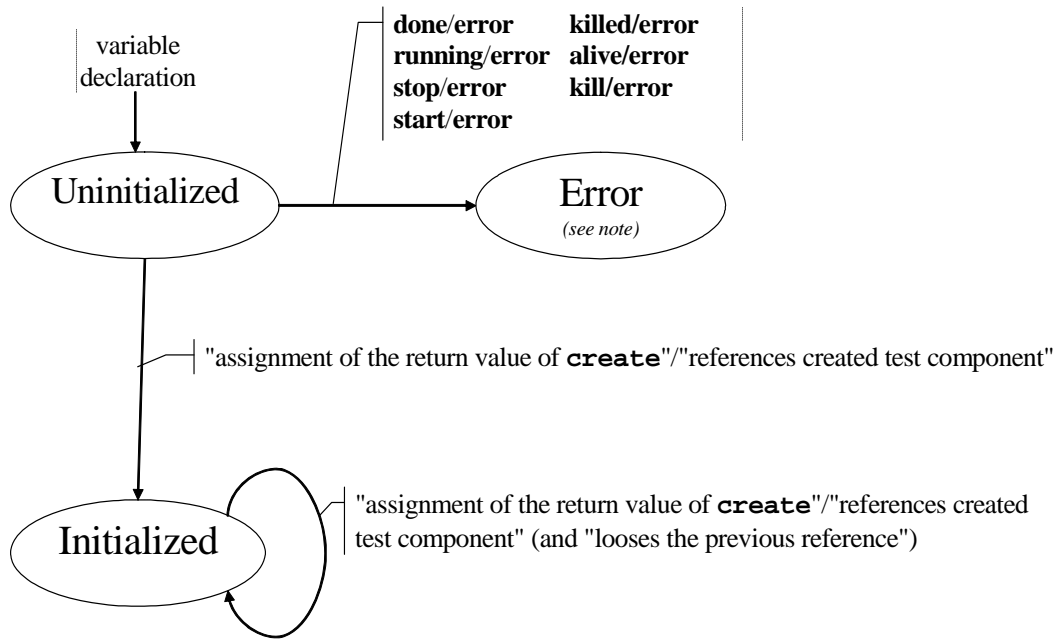 variable
declaration
done/error killed/error
running/error alive/error
stop/error kill/error
start/error
Uninitialized
Error
(see note)
"assignment of the return value of create"/"references created test component"
Initialized
"assignment of the return value of create"/"references created
test component" (and "looses the previous reference")